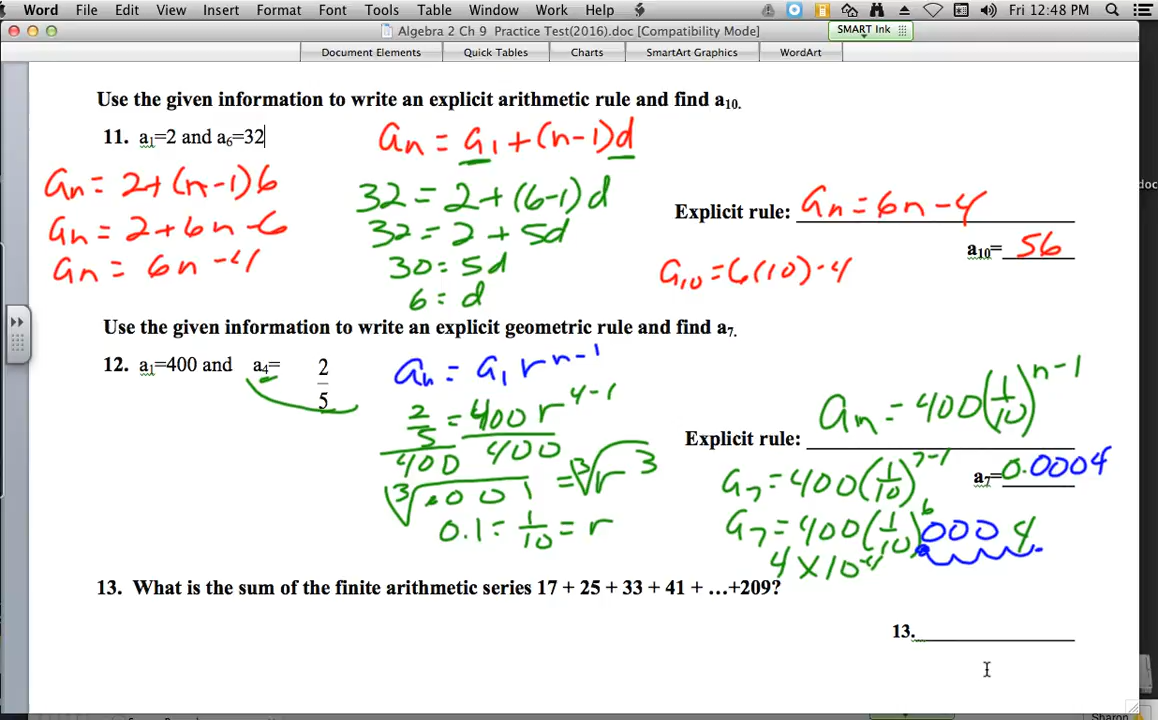 Word File Edit View Insert Format Font Tools Table Window Work Help Fri 12:48 PM
Algebra 2 Ch 9 Practice Test(2016).doc [Compatibility Mode]
SMART Ink
Document Elements Quick Tables Charts SmartArt Graphics WordArt
Use the given information to write an explicit arithmetic rule and find a₁₀.
11. a₁=2 and a₆=32
aₙ = a₁ + (n-1)d
aₙ = 2+(n-1)6
32 = 2 + (6-1)d
Explicit rule: aₙ = 6n - 4
aₙ = 2+6n-6
32 = 2 + 5d
a₁₀= 56
aₙ = 6n -4
30 = 5d
a₁₀ = 6(10)-4
6 = d
Use the given information to write an explicit geometric rule and find a₇.
12. a₁=400 and a₄= 2/5
aₙ = a₁ rⁿ⁻¹
2/5 = 400 r⁴⁻¹
400 400
Explicit rule: aₙ = 400(1/10)ⁿ⁻¹
a₇= 0.0004
∛.001 = ∛r³
a₇ = 400(1/10)⁷⁻¹
0.1 = 1/10 = r
a₇ = 400(1/10)⁶ .0004
4 X 10⁻⁴
13. What is the sum of the finite arithmetic series 17 + 25 + 33 + 41 + …+209?
13.